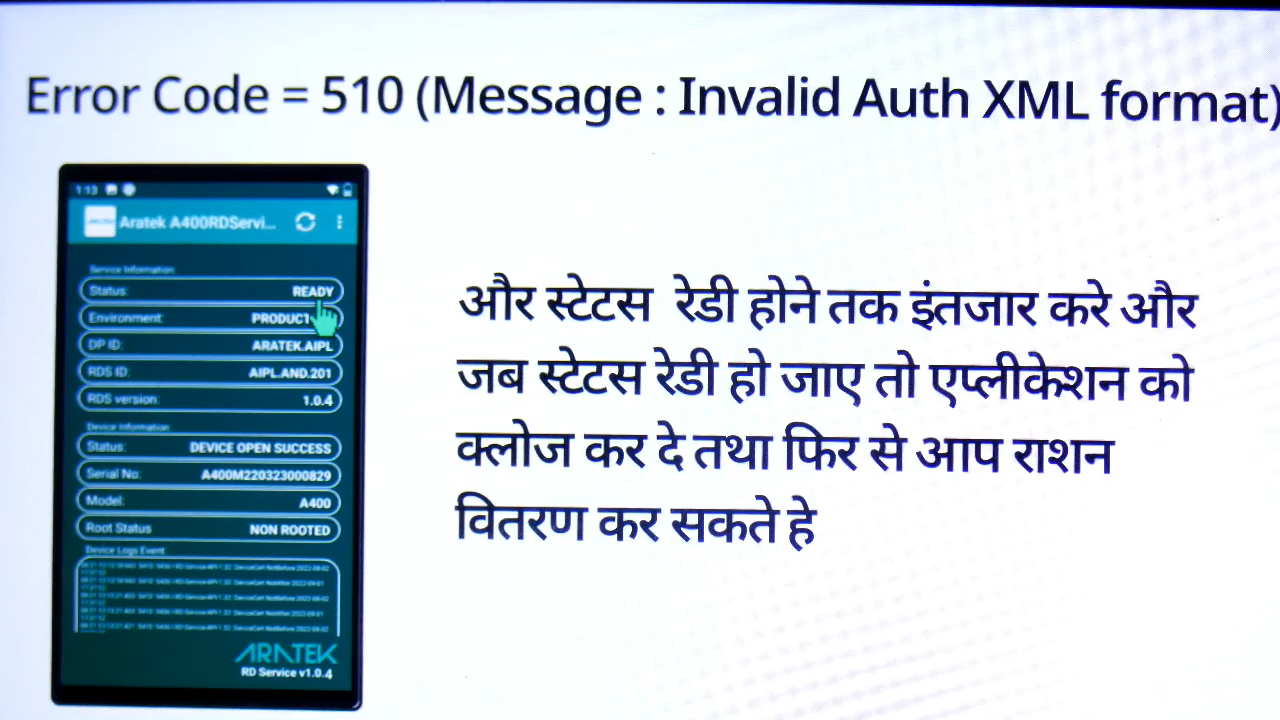 Error Code = 510 (Message : Invalid Auth XML format)
1:13
Aratek A400RDServi...
Service Information
Status: READY
Environment: PRODUCT
DP ID: ARATEK.AIPL
RDS ID: AIPL.AND.201
RDS version: 1.0.4
Device Information
Status: DEVICE OPEN SUCCESS
Serial No: A400M220323000829
Model: A400
Root Status NON ROOTED
Device Logs Event
ARATEK
RD Service v1.0.4
और स्टेटस रेडी होने तक इंतजार करे और
जब स्टेटस रेडी हो जाए तो एप्लीकेशन को
क्लोज कर दे तथा फिर से आप राशन
वितरण कर सकते हे